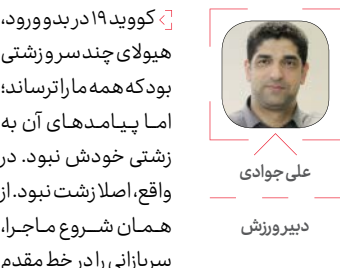 کووید ۱۹ در بدو ورود،
هیولای چندسر و زشتی
بود که همه ما را ترساند؛
اما پیامدهای آن به
زشتی خودش نبود. در
واقع، اصلا زشت نبود. از
همان شروع ماجرا،
سربازانی را در خط مقدم
علی جوادی
دبیر ورزش